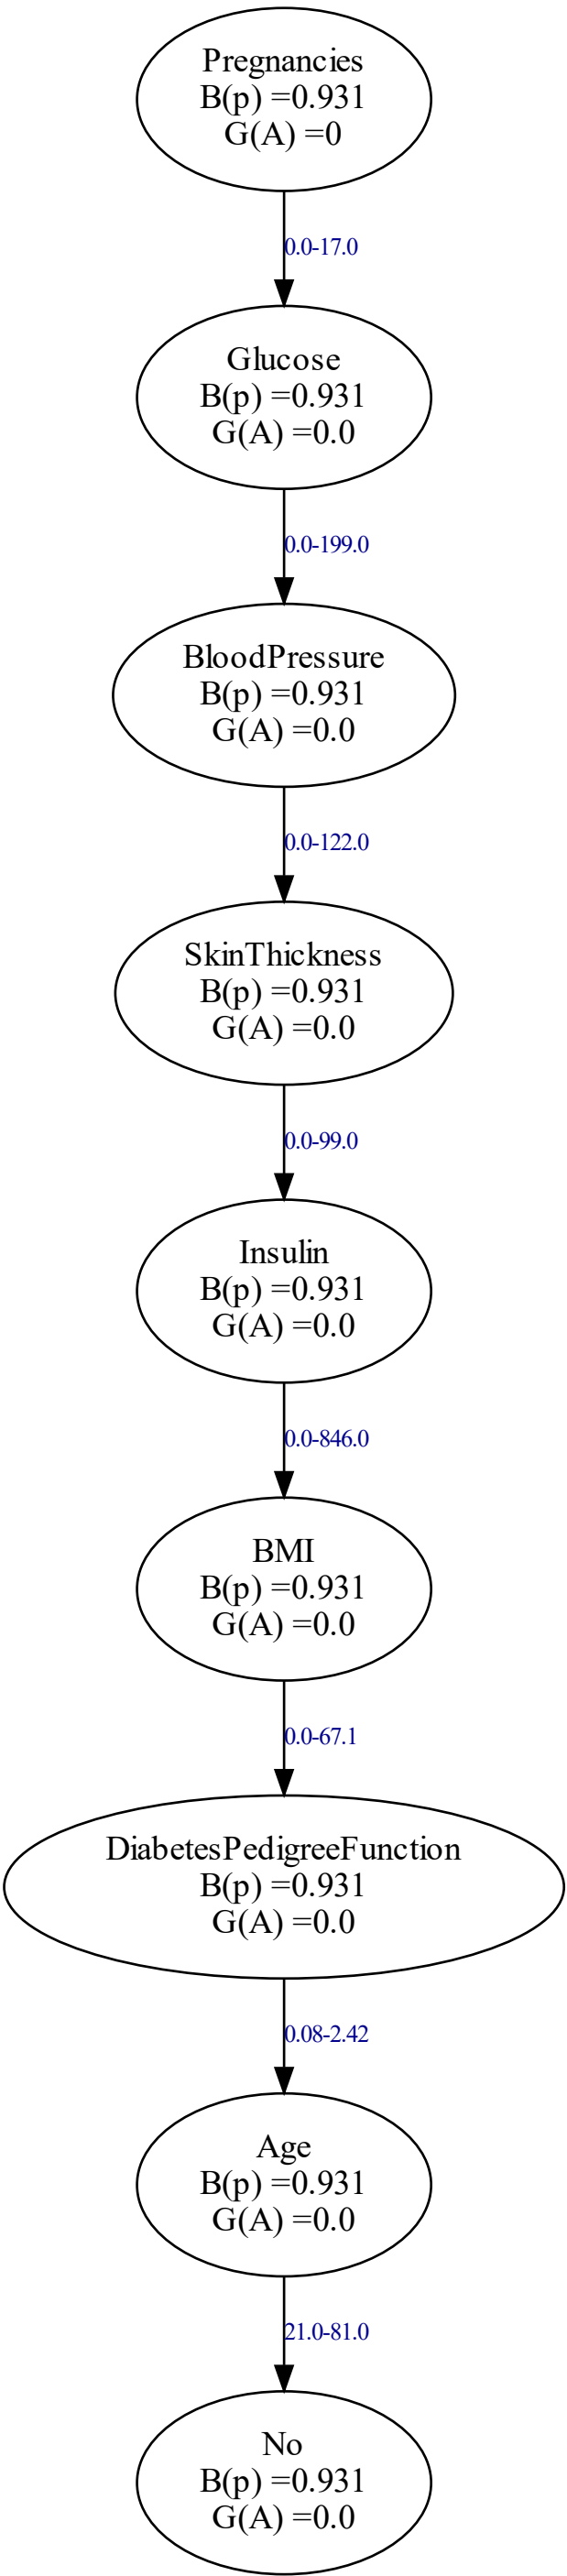 Pregnancies
B(p) =0.931
G(A) =0
0.0-17.0
Glucose
B(p) =0.931
G(A) =0.0
0.0-199.0
BloodPressure
B(p) =0.931
G(A) =0.0
0.0-122.0
SkinThickness
B(p) =0.931
G(A) =0.0
0.0-99.0
Insulin
B(p) =0.931
G(A) =0.0
0.0-846.0
BMI
B(p) =0.931
G(A) =0.0
0.0-67.1
DiabetesPedigreeFunction
B(p) =0.931
G(A) =0.0
0.08-2.42
Age
B(p) =0.931
G(A) =0.0
21.0-81.0
No
B(p) =0.931
G(A) =0.0